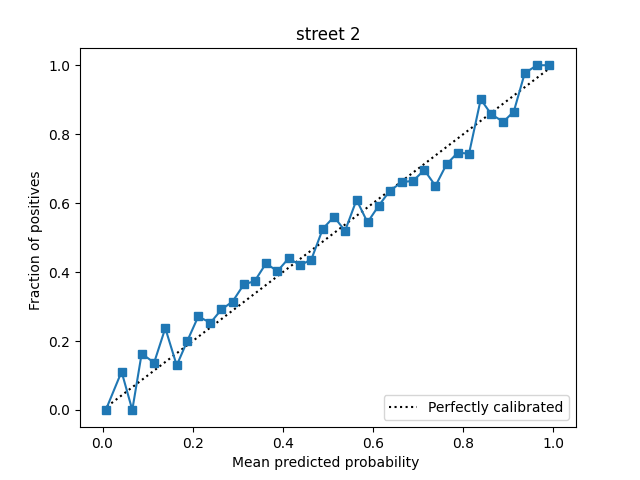 street 2
1.0
0.8
0.6
0.4
0.2
0.0
Fraction of positives
Perfectly calibrated
0.0 0.2 0.4 0.6 0.8 1.0
Mean predicted probability